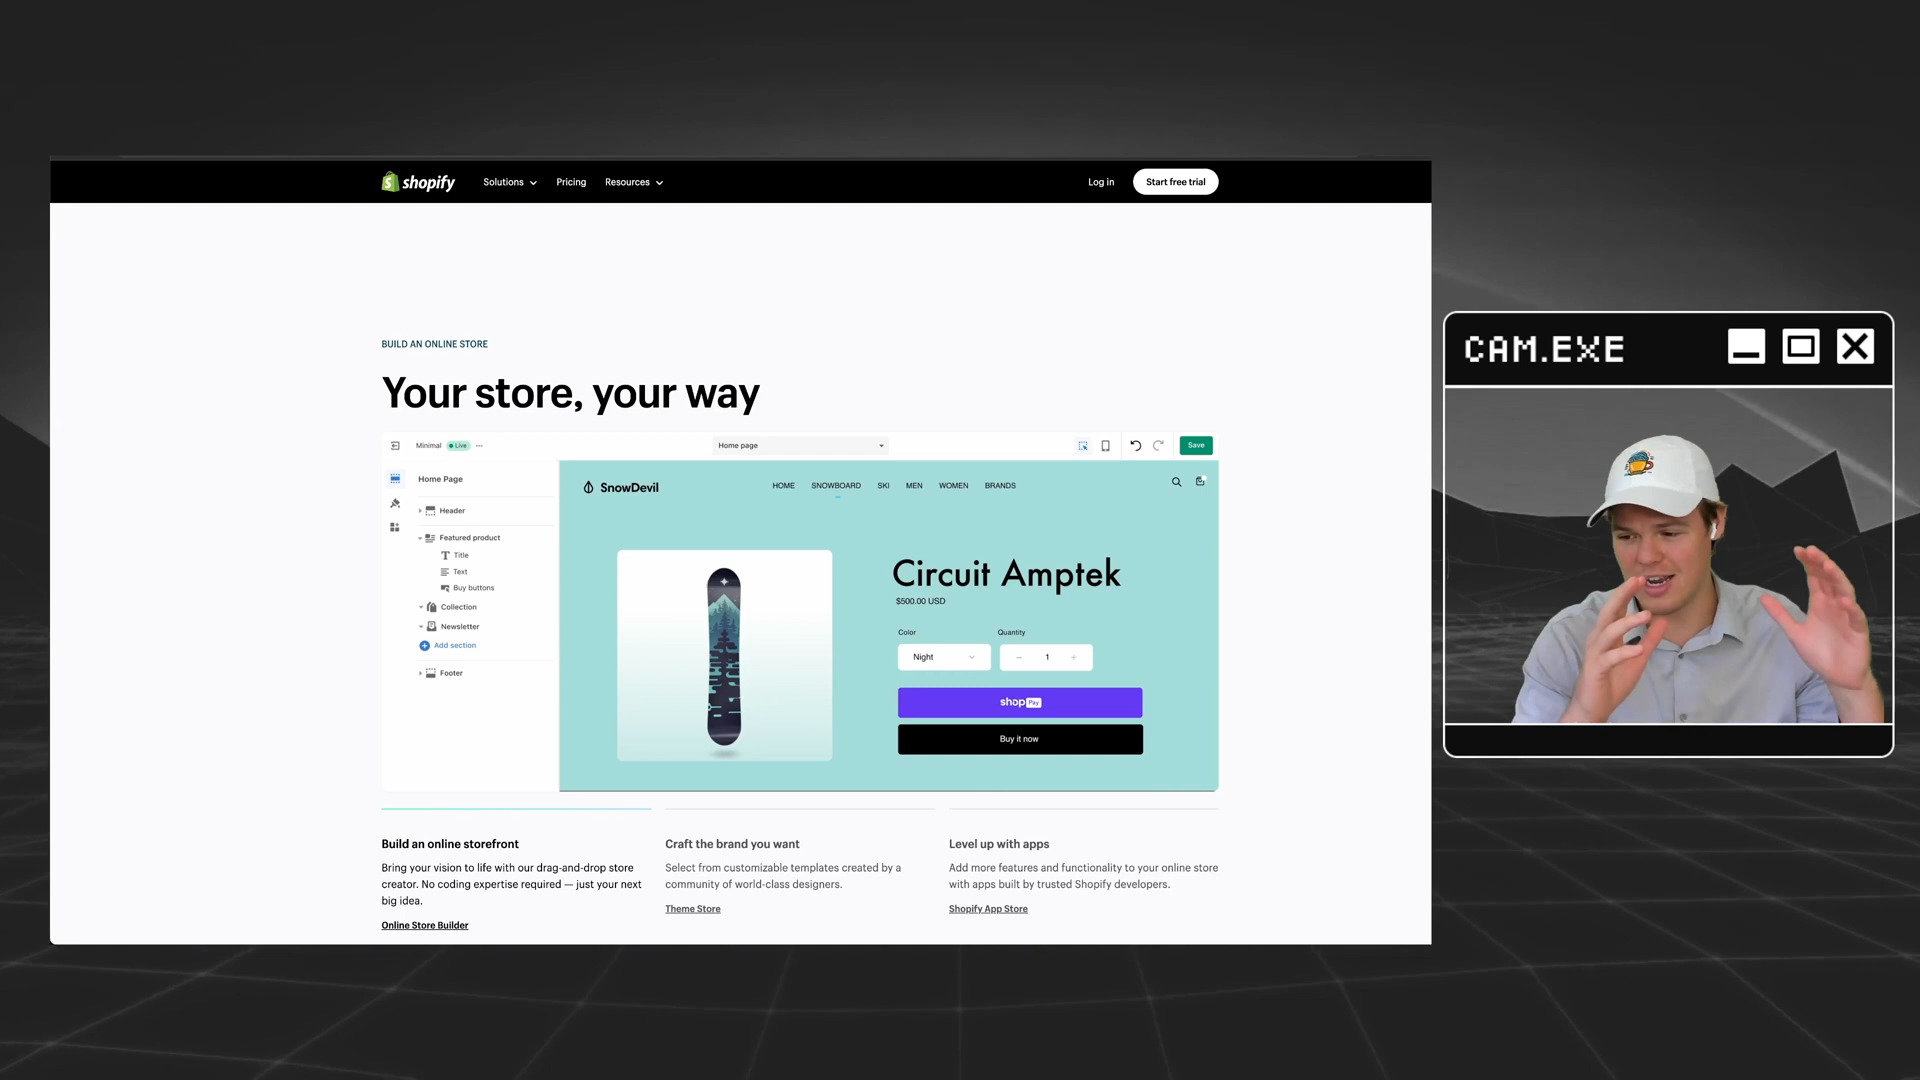 shopify
Solutions
Pricing
Resources
Log in
Start free trial
CAM.EXE
BUILD AN ONLINE STORE
Your store, your way
Minimal
Live
Home page
Save
Home Page
Header
Featured product
Title
Text
Buy buttons
Collection
Newsletter
Add section
Footer
SnowDevil
HOME
SNOWBOARD
SKI
MEN
WOMEN
BRANDS
Circuit Amptek
$500.00 USD
Color
Quantity
Night
1
shop Pay
Buy it now
Build an online storefront
Bring your vision to life with our drag-and-drop store
creator. No coding expertise required — just your next
big idea.
Online Store Builder
Craft the brand you want
Select from customizable templates created by a
community of world-class designers.
Theme Store
Level up with apps
Add more features and functionality to your online store
with apps built by trusted Shopify developers.
Shopify App Store